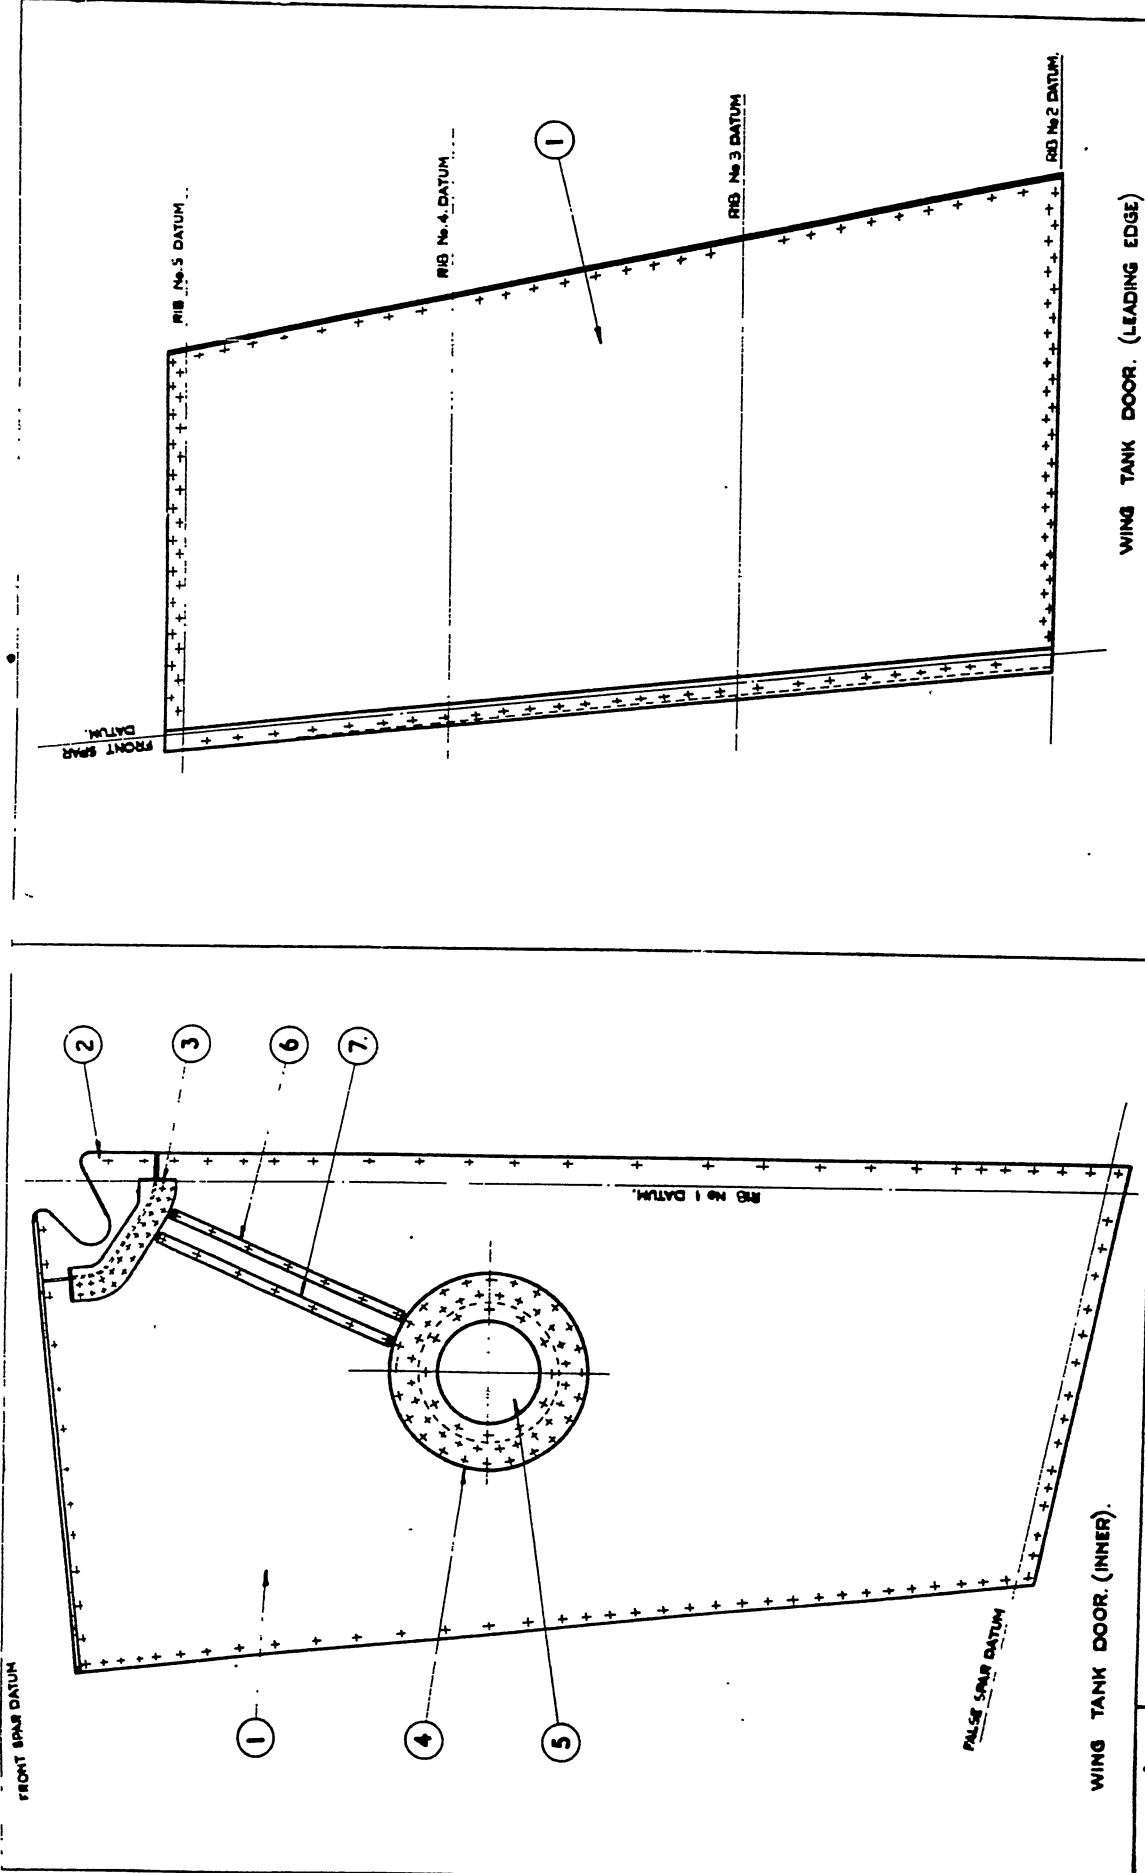 RIB No.5 DATUM
RIB No.4. DATUM
RIB No 3 DATUM
RIB No 2 DATUM.
1
FRONT SPAR
DATUM.
WING TANK DOOR. (LEADING EDGE)
FRONT SPAR DATUM
2
3
6
7.
RIB No 1 DATUM.
1
4
5
FALSE SPAR DATUM
WING TANK DOOR. (INNER).